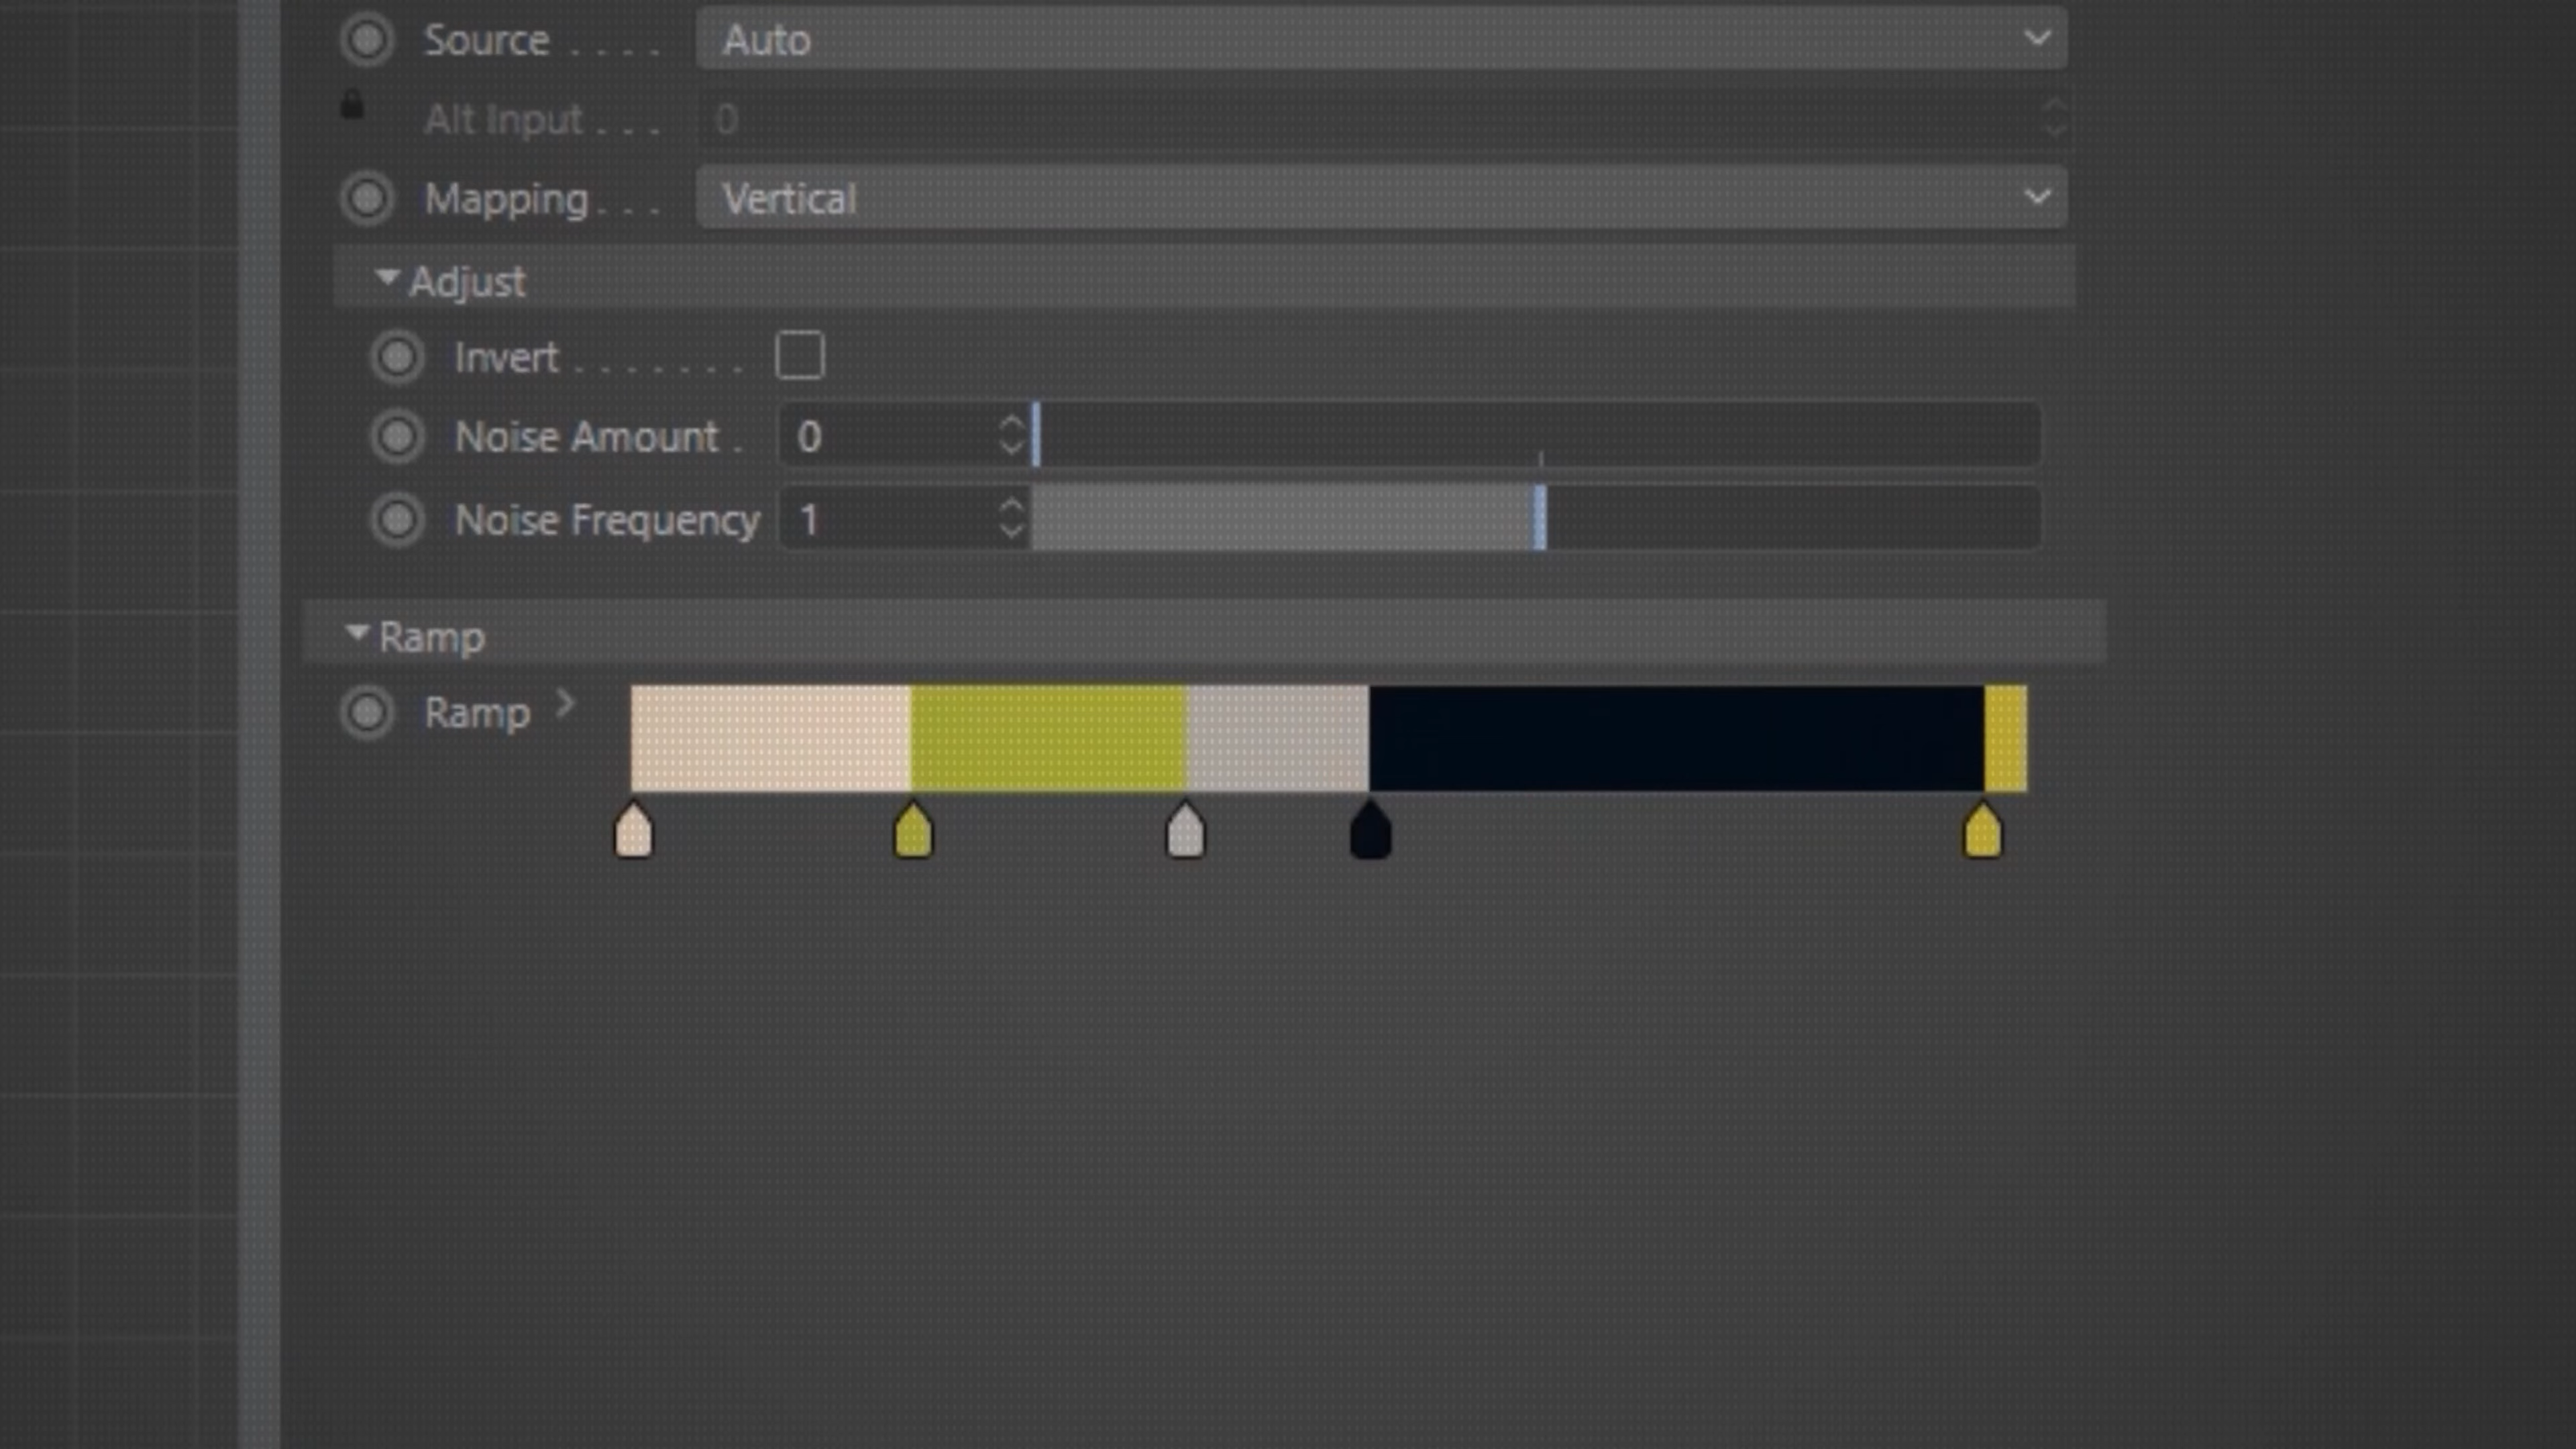 Source . . . . Auto
Alt Input . . . 0
Mapping . . . Vertical
Adjust
Invert . . . . . . .
Noise Amount . 0
Noise Frequency 1
Ramp
Ramp